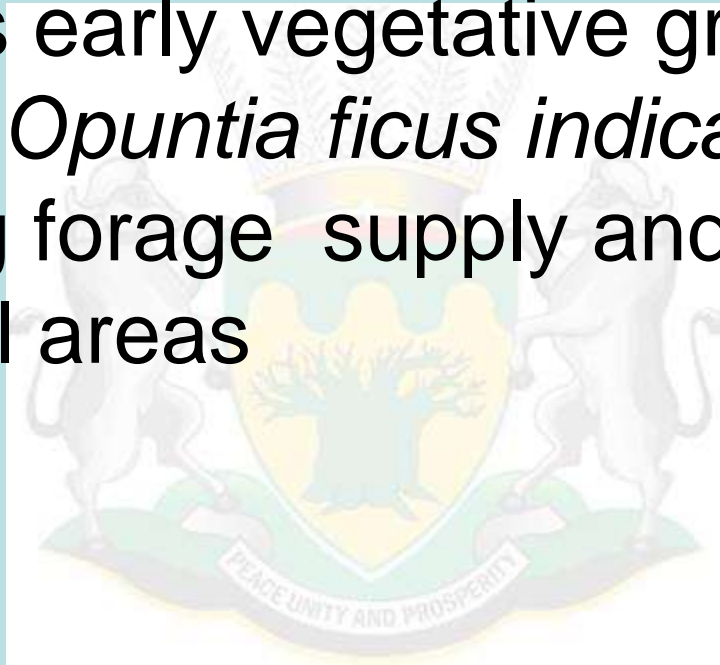 s early vegetative gr
Opuntia ficus indica
g forage supply and
l areas
PEACE UNITY AND PROSPERITY